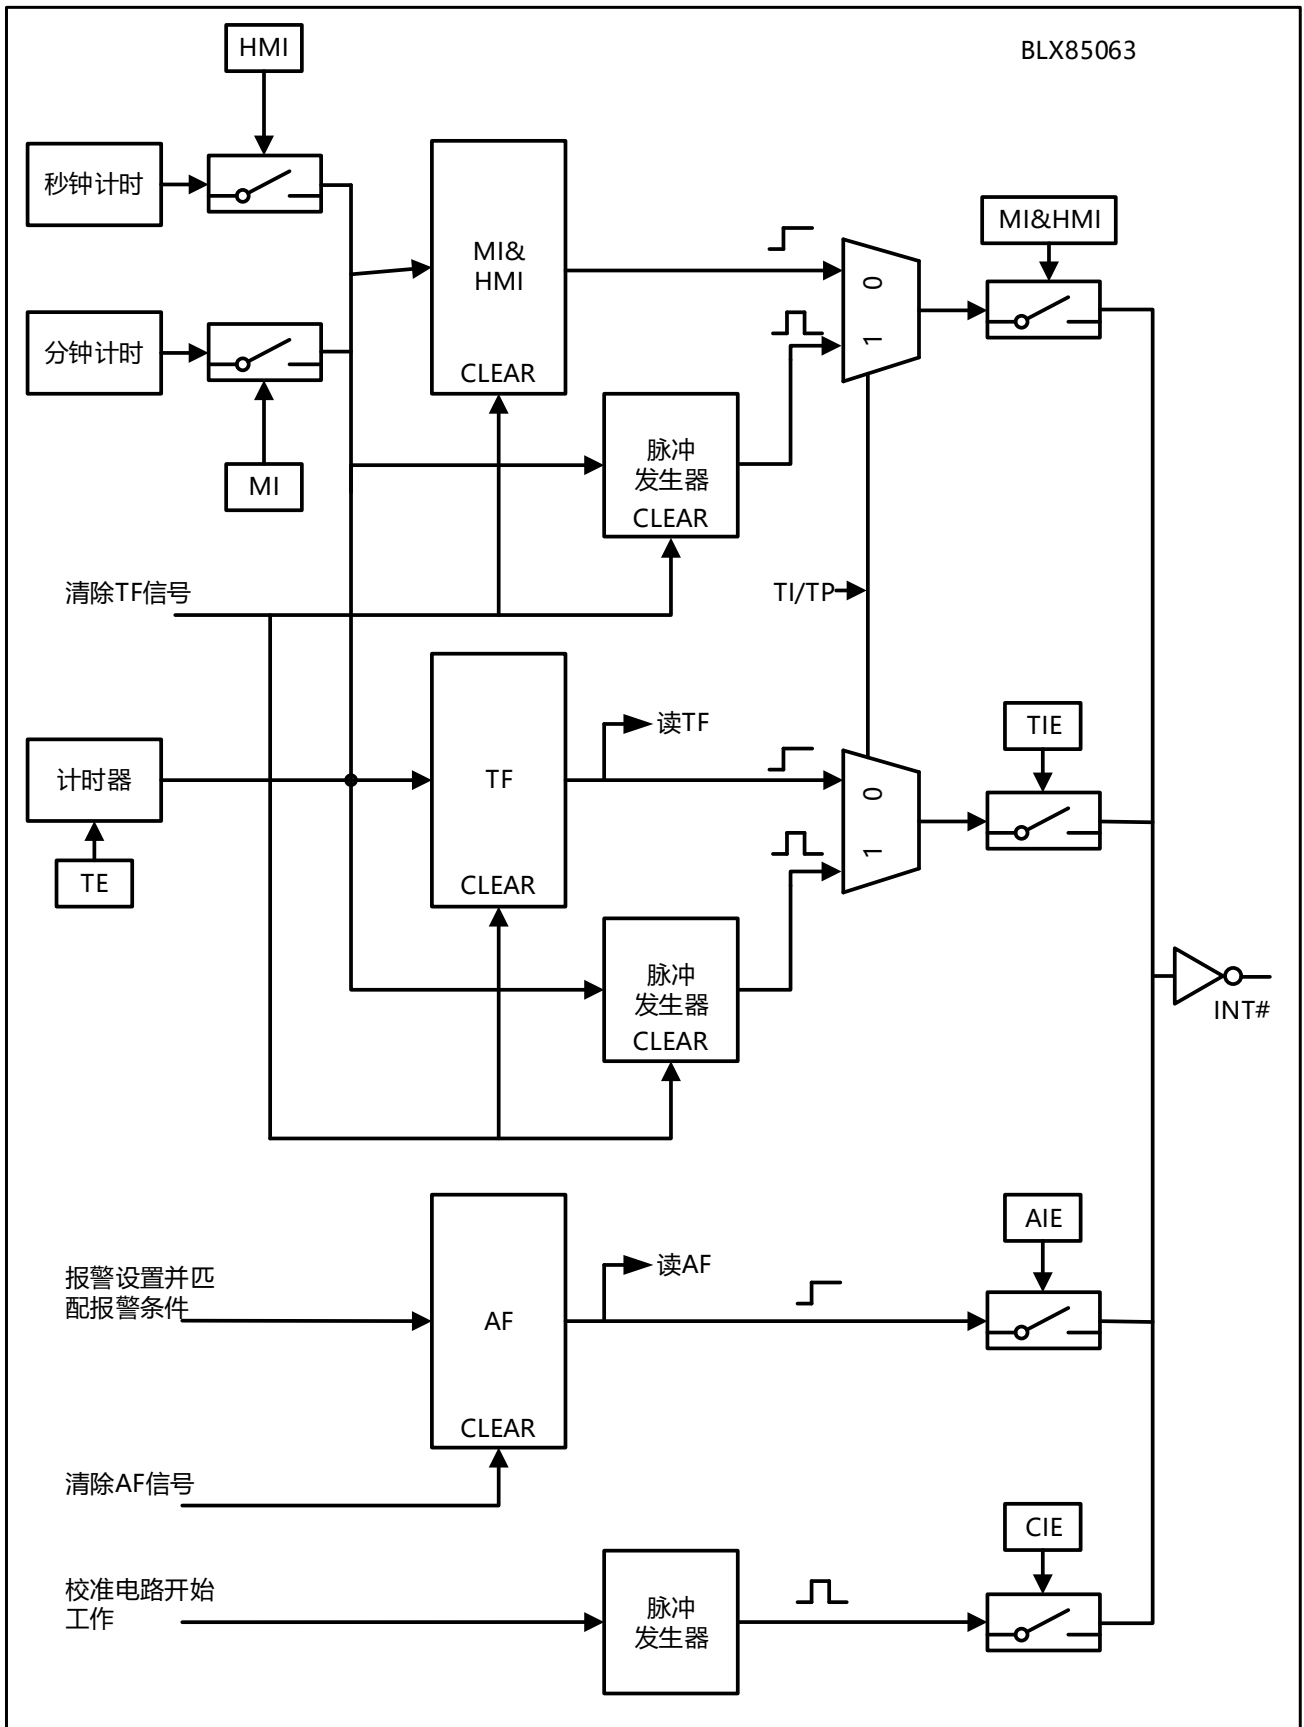 HMI
BLX85063
秒钟计时
MI&
HMI
MI&HMI
0
1
分钟计时
CLEAR
脉冲
发生器
CLEAR
MI
清除TF信号
TI/TP
TIE
读TF
计时器
TF
0
1
TE
CLEAR
脉冲
发生器
CLEAR
INT#
AIE
报警设置并匹
配报警条件
读AF
AF
CLEAR
清除AF信号
CIE
校准电路开始
工作
脉冲
发生器